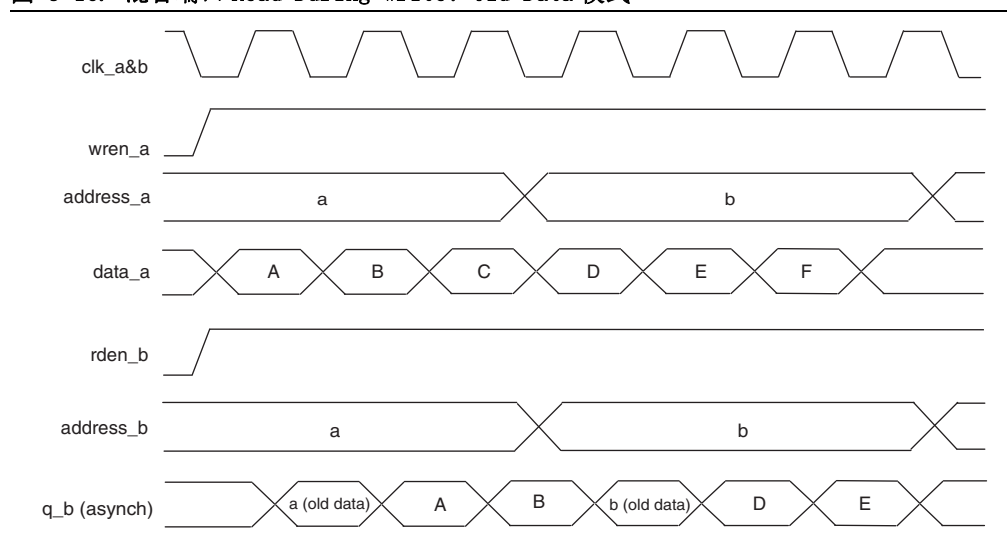 clk_a&b
wren_a
address_a
a
b
data_a
A
B
C
D
E
F
rden_b
address_b
a
b
q_b (asynch)
a (old data)
A
B
b (old data)
D
E